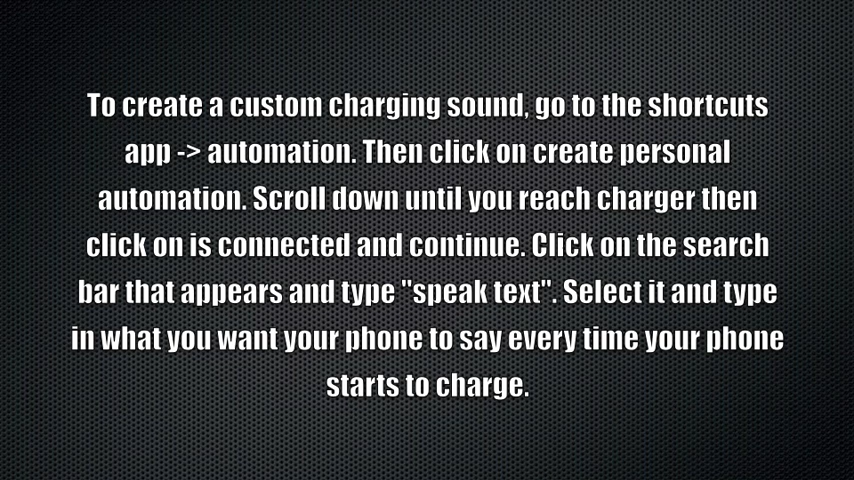 To create a custom charging sound, go to the shortcuts
app -> automation. Then click on create personal
automation. Scroll down until you reach charger then
click on is connected and continue. Click on the search
bar that appears and type "speak text". Select it and type
in what you want your phone to say every time your phone
starts to charge.